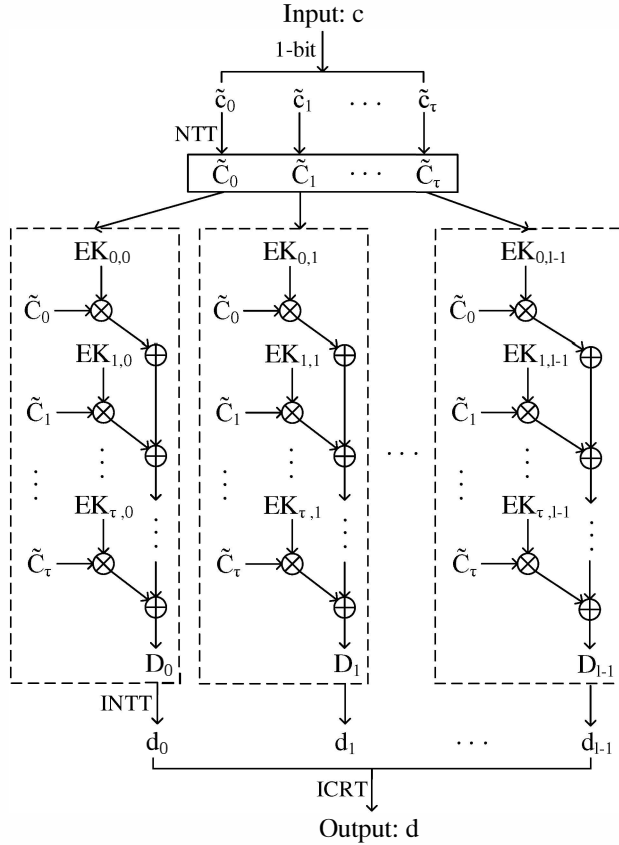 Input: c
1-bit
c̃₀ c̃₁ · · · c̃τ
NTT
C̃₀ C̃₁ · · · C̃τ
EK₀,₀ EK₀,₁ EK₀,l-1
C̃₀ C̃₀ C̃₀
EK₁,₀ EK₁,₁ EK₁,l-1
C̃₁ C̃₁ C̃₁
· · ·
EKτ,₀ EKτ,₁ EKτ,l-1
C̃τ C̃τ C̃τ
D₀ D₁ Dl-1
INTT
d₀ d₁ · · · dl-1
ICRT
Output: d